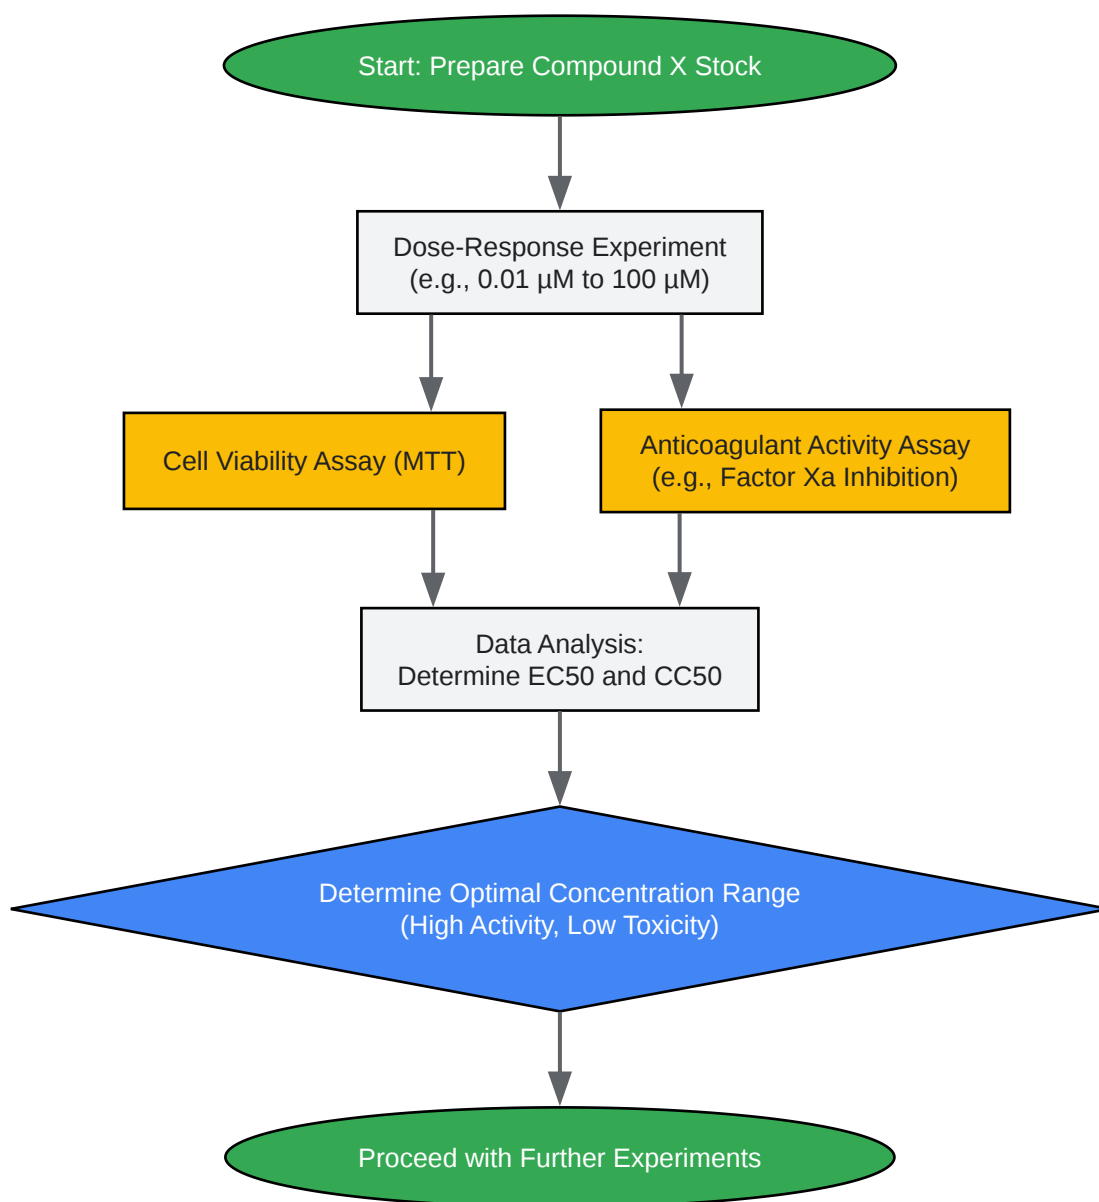 Start: Prepare Compound X Stock
Dose-Response Experiment
(e.g., 0.01 µM to 100 µM)
Cell Viability Assay (MTT)
Anticoagulant Activity Assay
(e.g., Factor Xa Inhibition)
Data Analysis:
Determine EC50 and CC50
Determine Optimal Concentration Range
(High Activity, Low Toxicity)
Proceed with Further Experiments